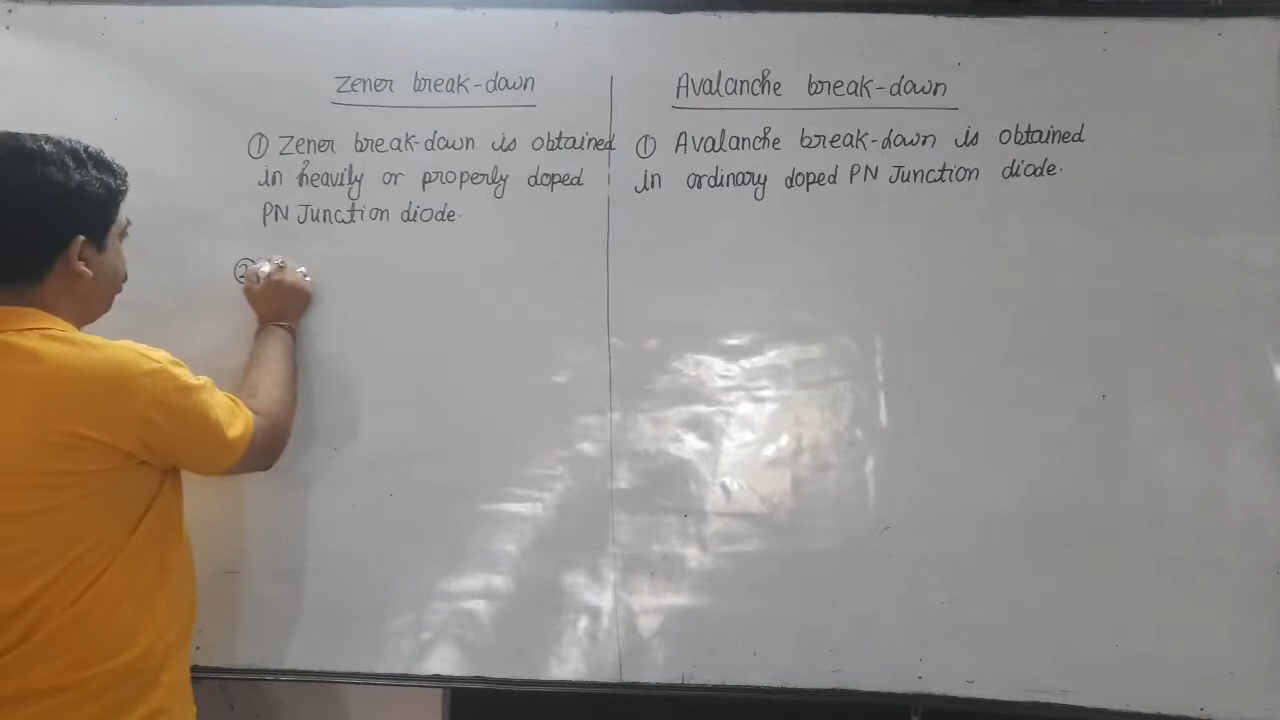 Zener break-down
① Zener break-down is obtained
in heavily or properly doped
PN Junction diode.
②
Avalanche break-down
① Avalanche break-down is obtained
in ordinary doped PN Junction diode.